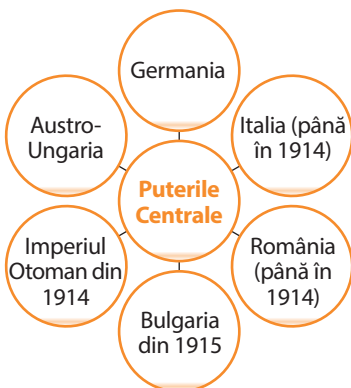 Germania
Austro-
Ungaria
Italia (până
în 1914)
Puterile
Centrale
Imperiul
Otoman din
1914
România
(până în
1914)
Bulgaria
din 1915